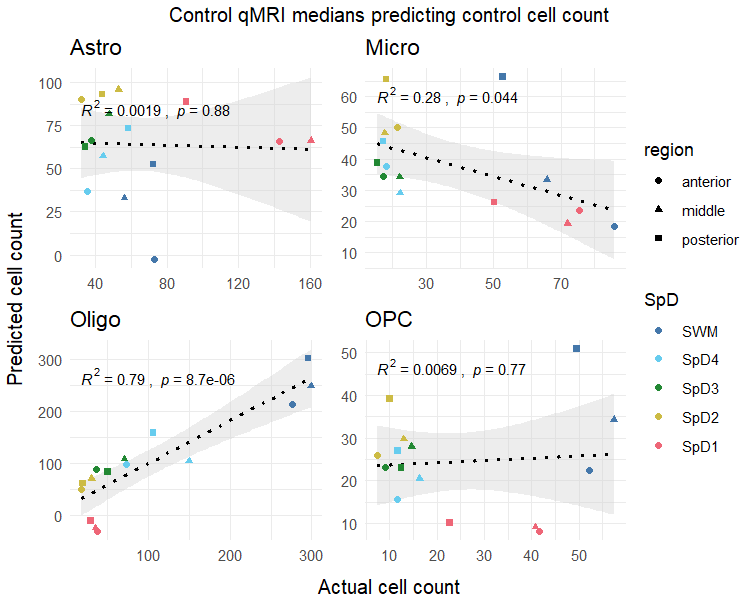 Control qMRI medians predicting control cell count
Astro
Micro
R² = 0.0019 , p = 0.88
R² = 0.28 , p = 0.044
100
75
50
25
0
60
50
40
30
20
10
40 80 120 160
30 50 70
Oligo
OPC
R² = 0.79 , p = 8.7e-06
R² = 0.0069 , p = 0.77
300
200
100
0
50
40
30
20
10
100 200 300
10 20 30 40 50
Predicted cell count
Actual cell count
region
anterior
middle
posterior
SpD
SWM
SpD4
SpD3
SpD2
SpD1